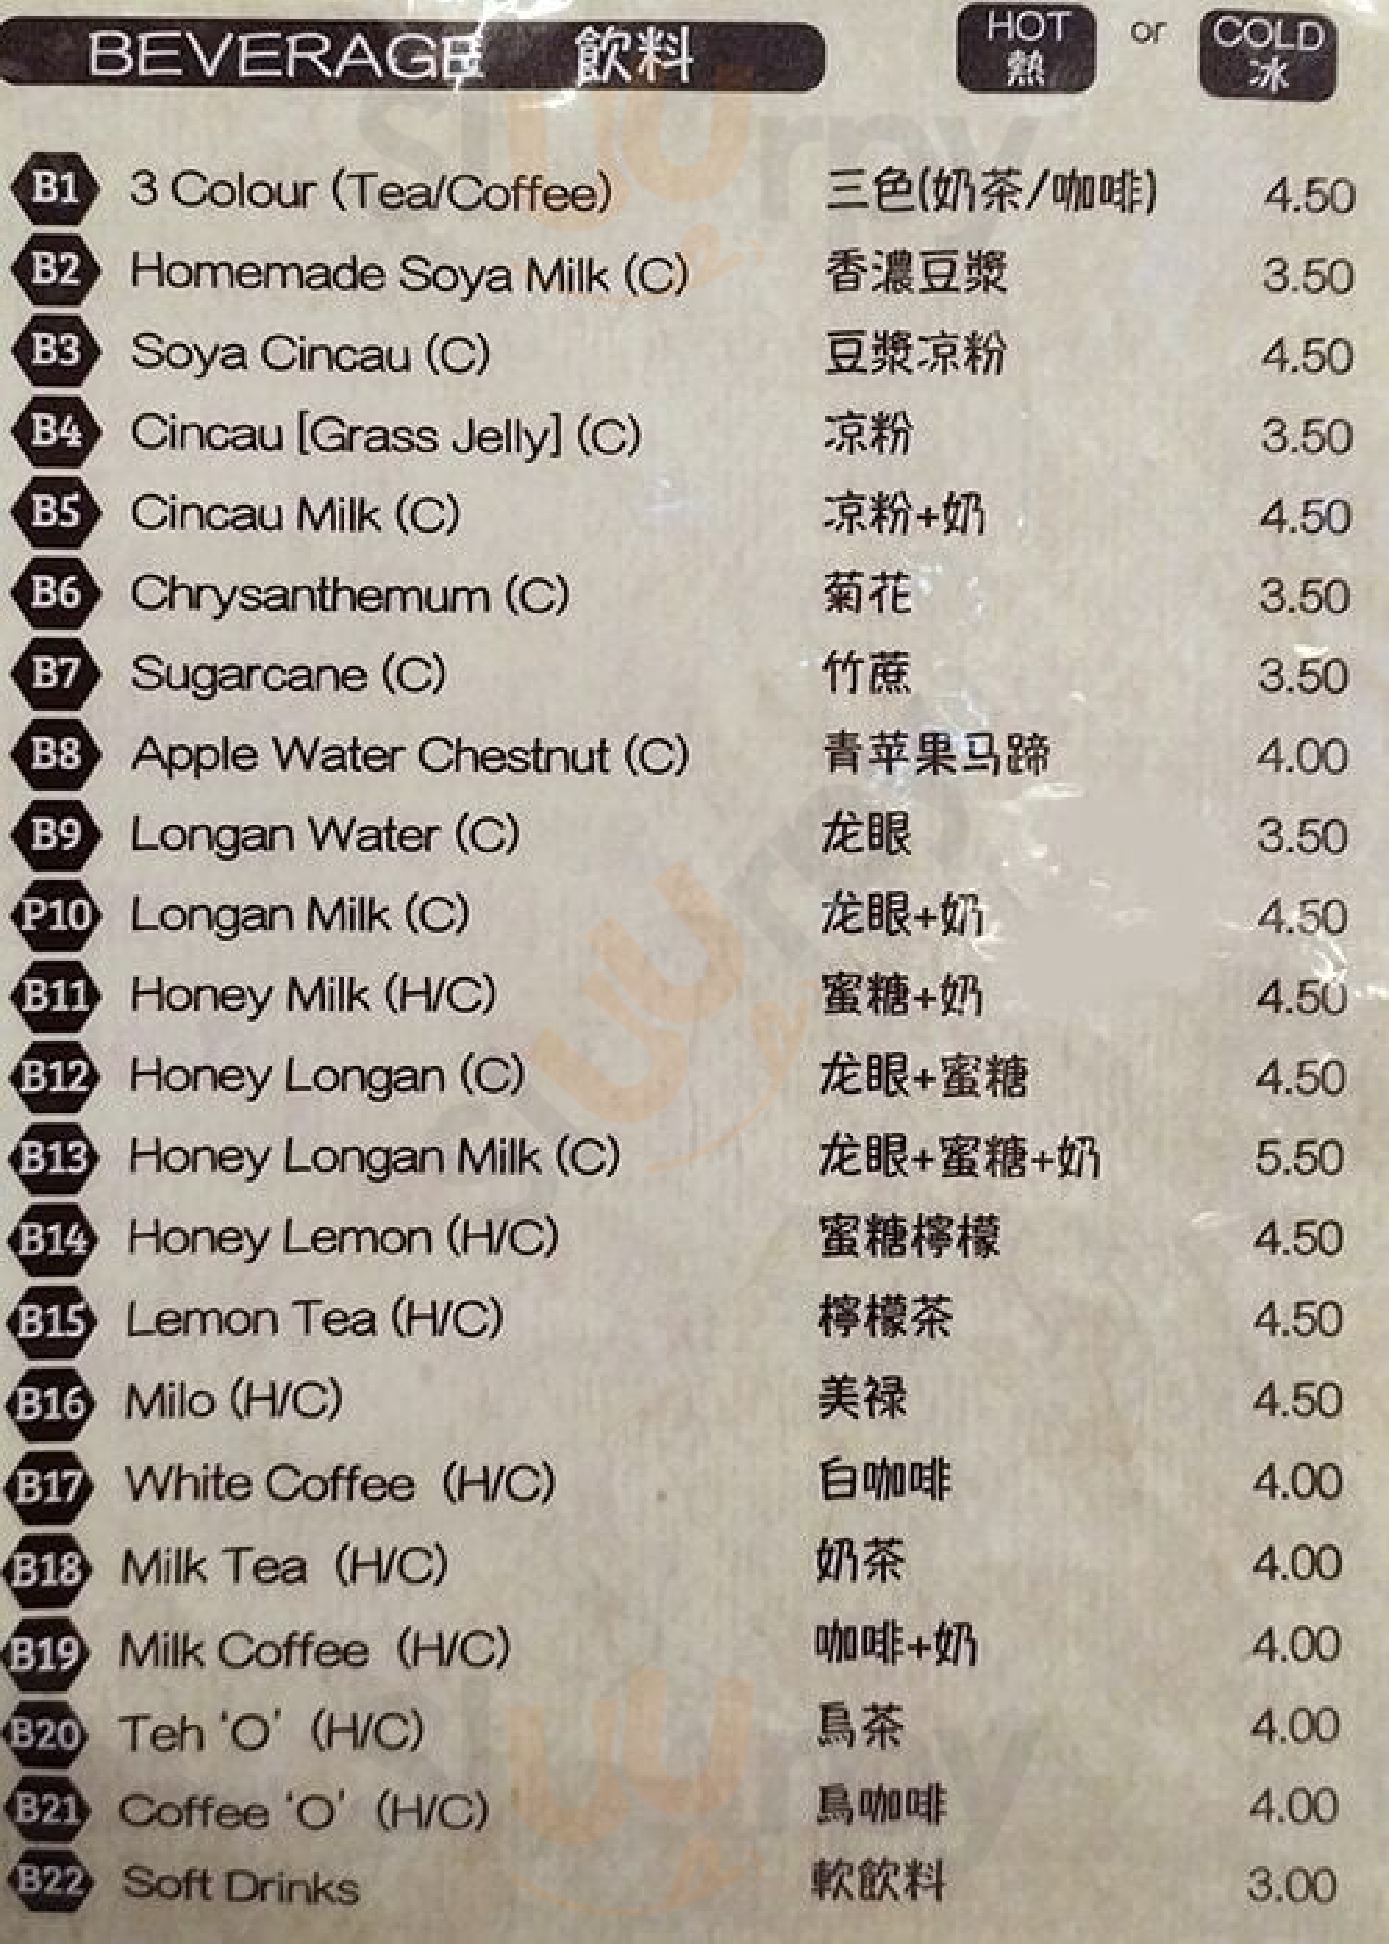 BEVERAGE 飲料 HOT 熱 or COLD 冰
B1 3 Colour (Tea/Coffee) 三色(奶茶/咖啡) 4.50
B2 Homemade Soya Milk (C) 香濃豆漿 3.50
B3 Soya Cincau (C) 豆漿凉粉 4.50
B4 Cincau [Grass Jelly] (C) 凉粉 3.50
B5 Cincau Milk (C) 凉粉+奶 4.50
B6 Chrysanthemum (C) 菊花 3.50
B7 Sugarcane (C) 竹蔗 3.50
B8 Apple Water Chestnut (C) 青苹果马蹄 4.00
B9 Longan Water (C) 龙眼 3.50
P10 Longan Milk (C) 龙眼+奶 4.50
B11 Honey Milk (H/C) 蜜糖+奶 4.50
B12 Honey Longan (C) 龙眼+蜜糖 4.50
B13 Honey Longan Milk (C) 龙眼+蜜糖+奶 5.50
B14 Honey Lemon (H/C) 蜜糖檸檬 4.50
B15 Lemon Tea (H/C) 檸檬茶 4.50
B16 Milo (H/C) 美禄 4.50
B17 White Coffee (H/C) 白咖啡 4.00
B18 Milk Tea (H/C) 奶茶 4.00
B19 Milk Coffee (H/C) 咖啡+奶 4.00
B20 Teh 'O' (H/C) 烏茶 4.00
B21 Coffee 'O' (H/C) 烏咖啡 4.00
B22 Soft Drinks 軟飲料 3.00